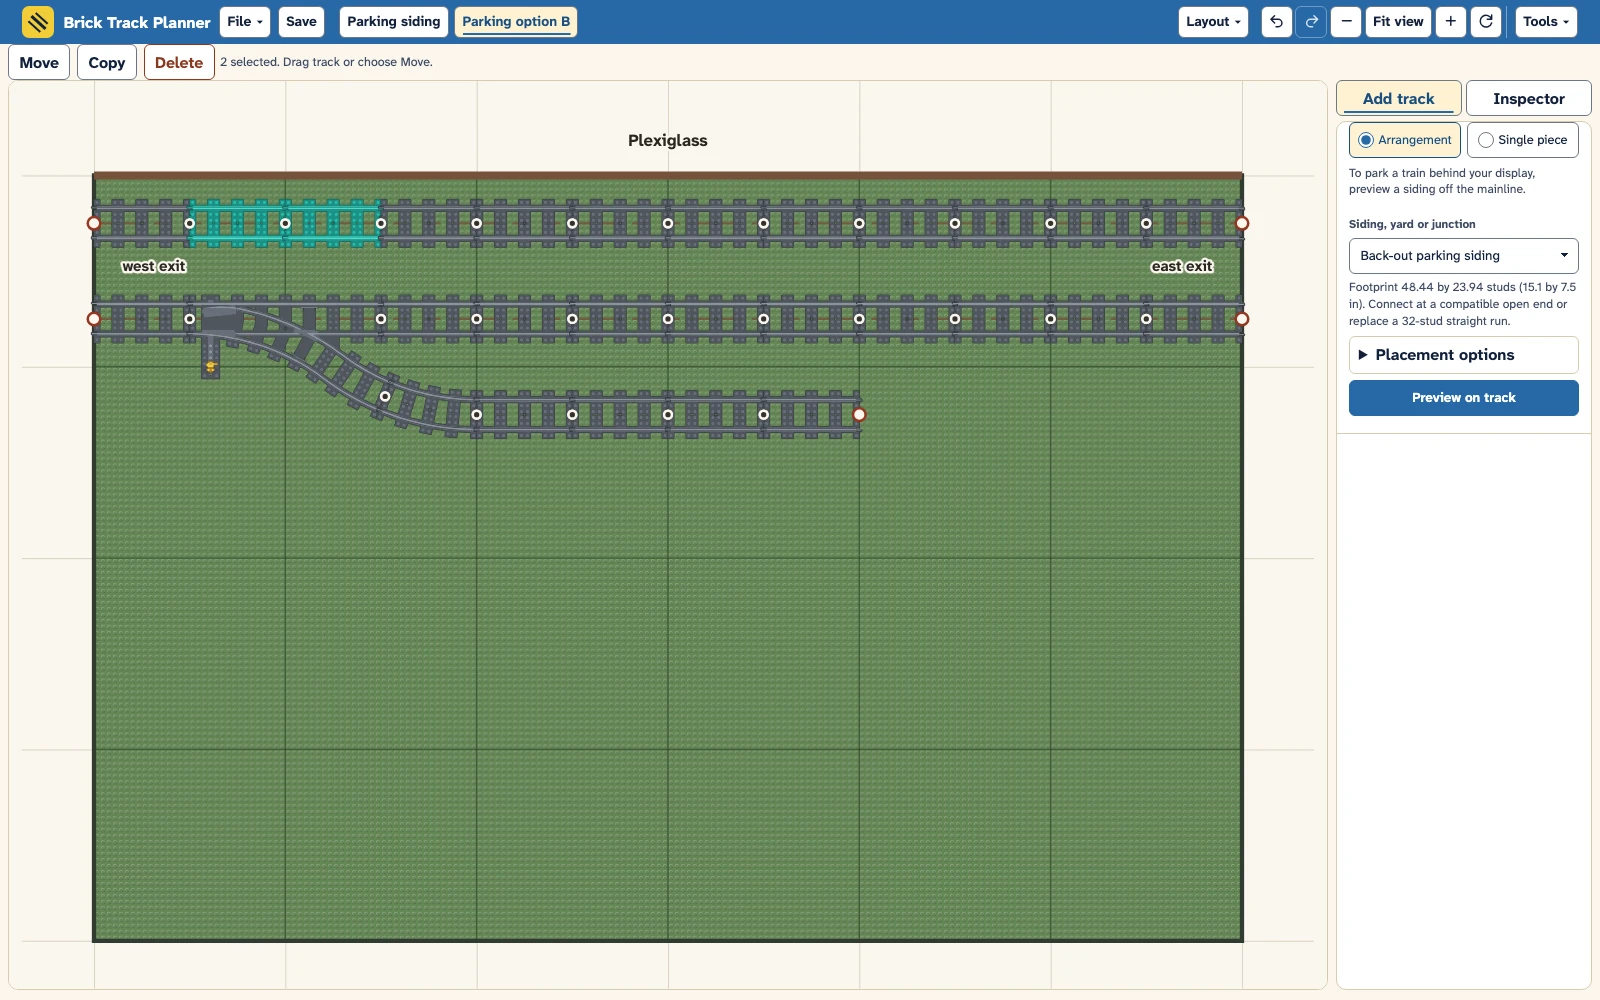 Brick Track Planner File Save Parking siding Parking option B Layout − Fit view + Tools
Move Copy Delete 2 selected. Drag track or choose Move.
Add track Inspector
Arrangement Single piece
To park a train behind your display,
preview a siding off the mainline.
Siding, yard or junction
Back-out parking siding
Footprint 48.44 by 23.94 studs (15.1 by 7.5
in). Connect at a compatible open end or
replace a 32-stud straight run.
Placement options
Preview on track
Plexiglass
west exit east exit